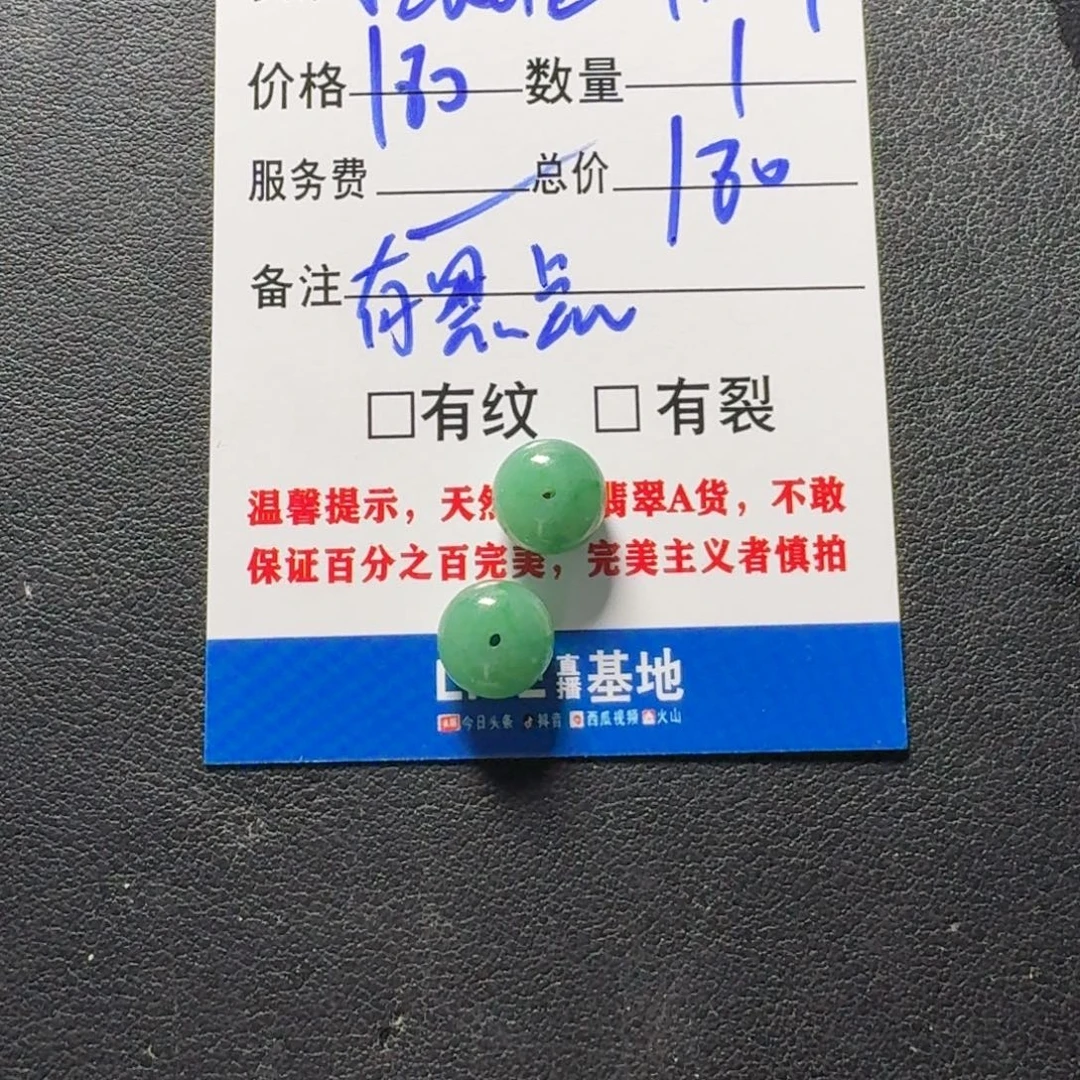 价格 180 数量 1
服务费 总价 180
备注 有黑点
□有纹 □有裂
温馨提示，天然翡翠A货，不敢
保证百分之百完美，完美主义者慎拍
直播基地
今日头条 抖音 西瓜视频 火山